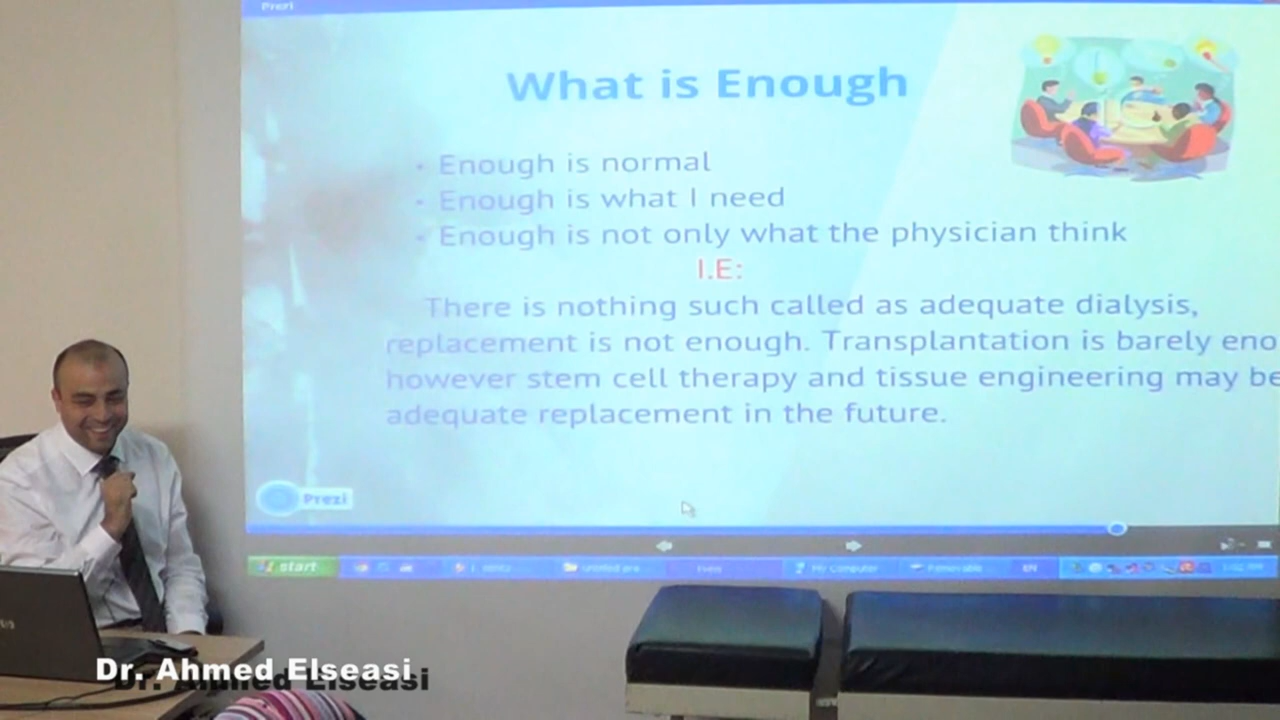 Prezi
What is Enough
• Enough is normal
• Enough is what I need
• Enough is not only what the physician think
I.E:
There is nothing such called as adequate dialysis,
replacement is not enough. Transplantation is barely eno
however stem cell therapy and tissue engineering may be
adequate replacement in the future.
Prezi
start My Computer Removable EN
Dr. Ahmed Elseasi